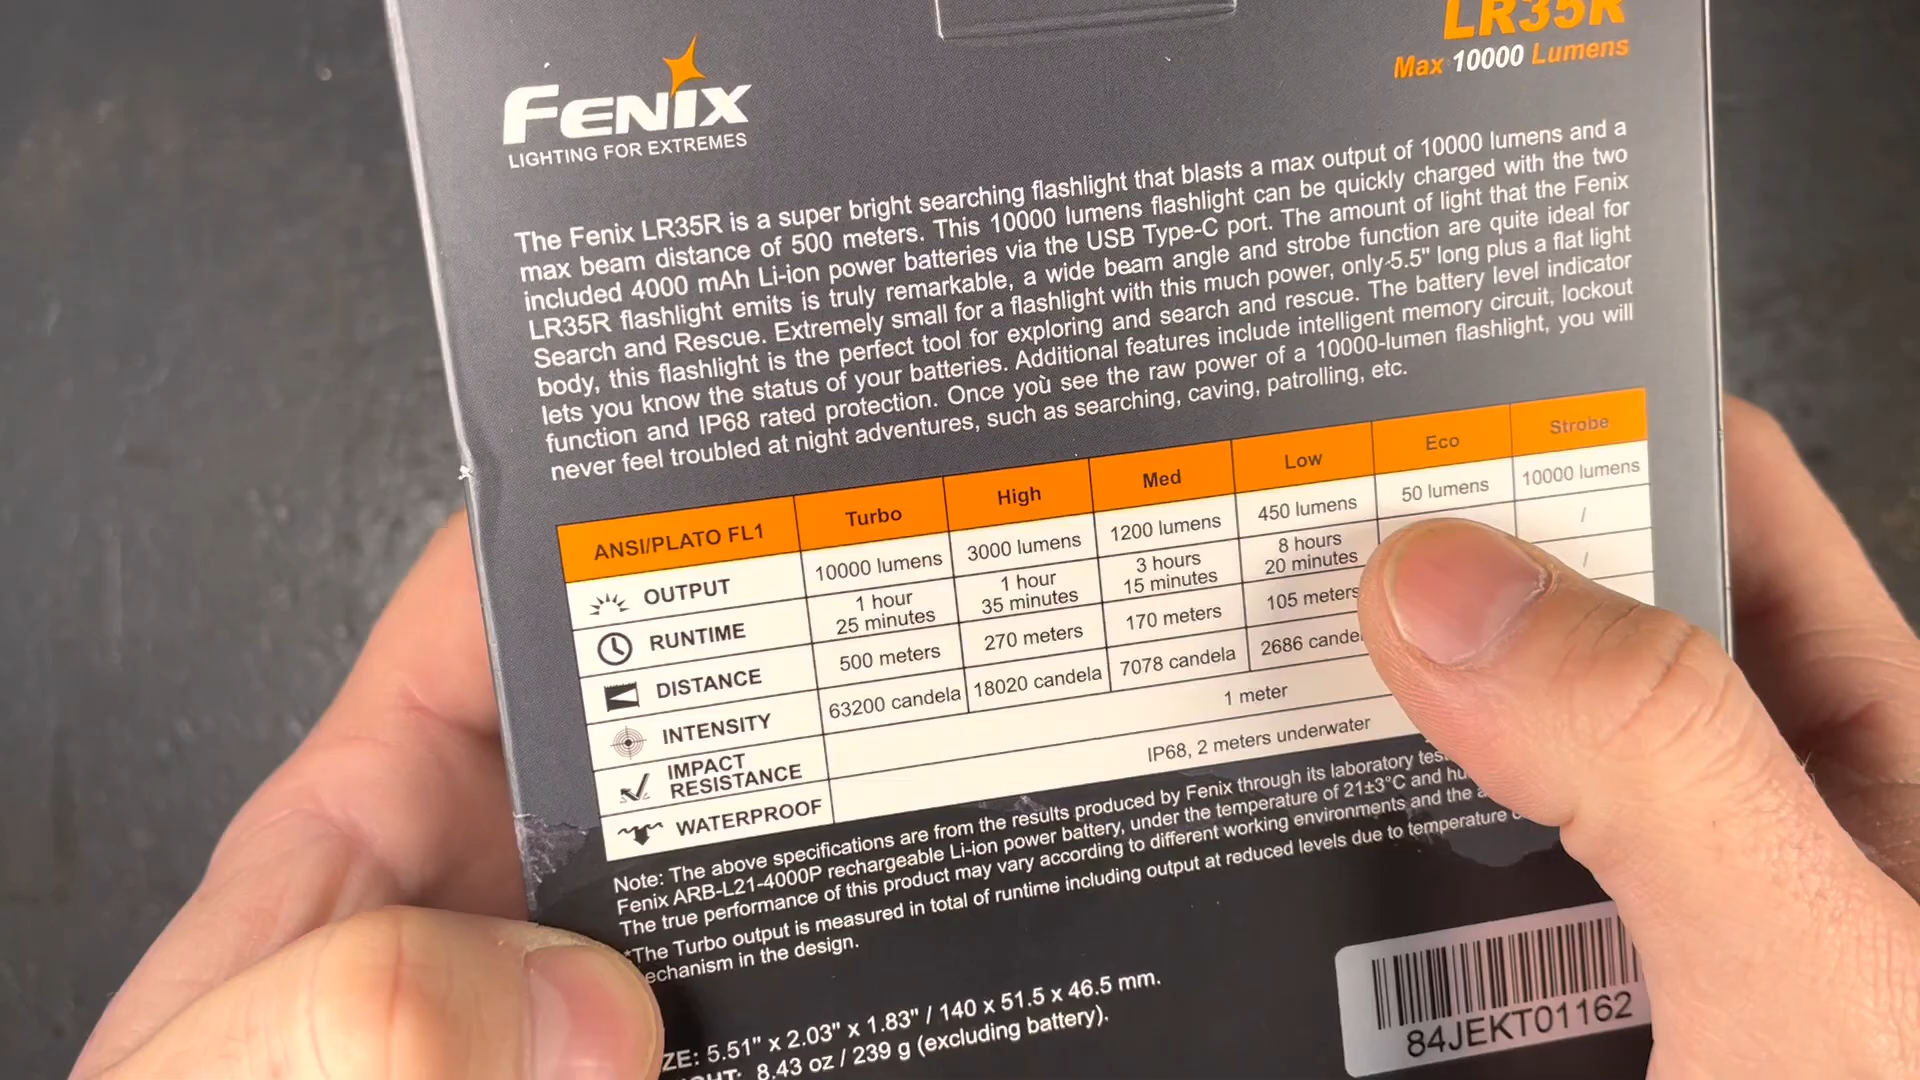 LR35R
Max 10000 Lumens
FENIX
LIGHTING FOR EXTREMES
The Fenix LR35R is a super bright searching flashlight that blasts a max output of 10000 lumens and a
max beam distance of 500 meters. This 10000 lumens flashlight can be quickly charged with the two
included 4000 mAh Li-ion power batteries via the USB Type-C port. The amount of light that the Fenix
LR35R flashlight emits is truly remarkable, a wide beam angle and strobe function are quite ideal for
Search and Rescue. Extremely small for a flashlight with this much power, only 5.5" long plus a flat light
body, this flashlight is the perfect tool for exploring and search and rescue. The battery level indicator
lets you know the status of your batteries. Additional features include intelligent memory circuit, lockout
function and IP68 rated protection. Once you see the raw power of a 10000-lumen flashlight, you will
never feel troubled at night adventures, such as searching, caving, patrolling, etc.
ANSI/PLATO FL1 Turbo High Med Low Eco Strobe
OUTPUT 10000 lumens 3000 lumens 1200 lumens 450 lumens 50 lumens 10000 lumens
RUNTIME 1 hour 25 minutes 1 hour 35 minutes 3 hours 15 minutes 8 hours 20 minutes /
DISTANCE 500 meters 270 meters 170 meters 105 meters /
INTENSITY 63200 candela 18020 candela 7078 candela 2686
IMPACT RESISTANCE 1 meter
WATERPROOF IP68, 2 meters underwater
Note: The above specifications are from the results produced by Fenix through its laboratory
Fenix ARB-L21-4000P rechargeable Li-ion power battery, under the temperature of 21±3°C and
The true performance of this product may vary according to different working environments and the
*The Turbo output is measured in total of runtime including output at reduced levels due to temperature
mechanism in the design.
5.51" x 2.03" x 1.83" / 140 x 51.5 x 46.5 mm.
8.43 oz / 239 g (excluding battery).
84JEKT01162